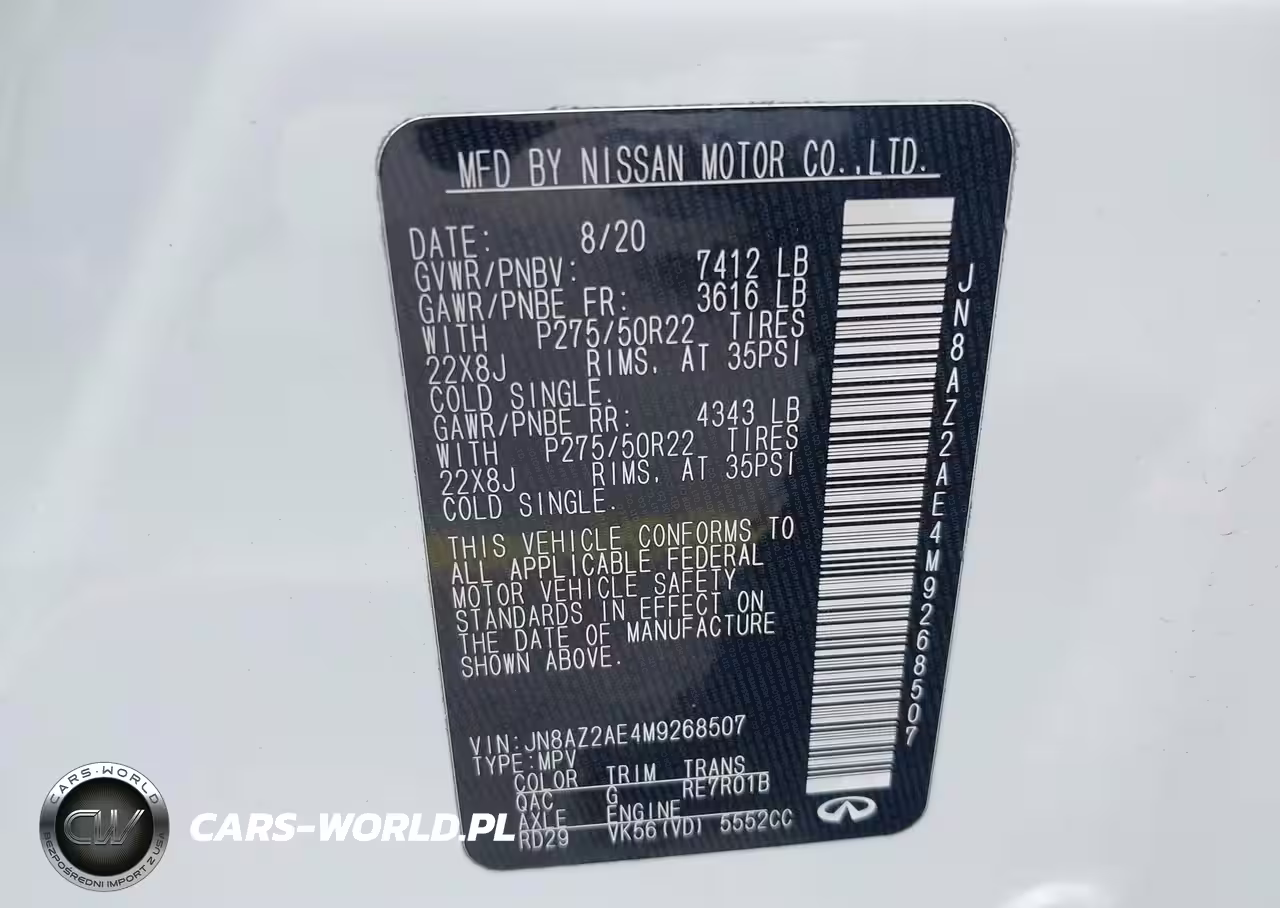 MFD BY NISSAN MOTOR CO.,LTD.
DATE: 8/20
GVWR/PNBV: 7412 LB
GAWR/PNBE FR: 3616 LB
WITH P275/50R22 TIRES
22X8J RIMS, AT 35PSI
COLD SINGLE.
GAWR/PNBE RR: 4343 LB
WITH P275/50R22 TIRES
22X8J RIMS, AT 35PSI
COLD SINGLE.
THIS VEHICLE CONFORMS TO
ALL APPLICABLE FEDERAL
MOTOR VEHICLE SAFETY
STANDARDS IN EFFECT ON
THE DATE OF MANUFACTURE
SHOWN ABOVE.
VIN:JN8AZ2AE4M9268507
TYPE:MPV
COLOR TRIM TRANS
QAC G RE7R01B
AXLE ENGINE
RD29 VK56(VD) 5552CC
JN8AZ2AE4M9268507
CARS-WORLD
CW
BEZPOŚREDNI IMPORT Z USA
CARS-WORLD.PL